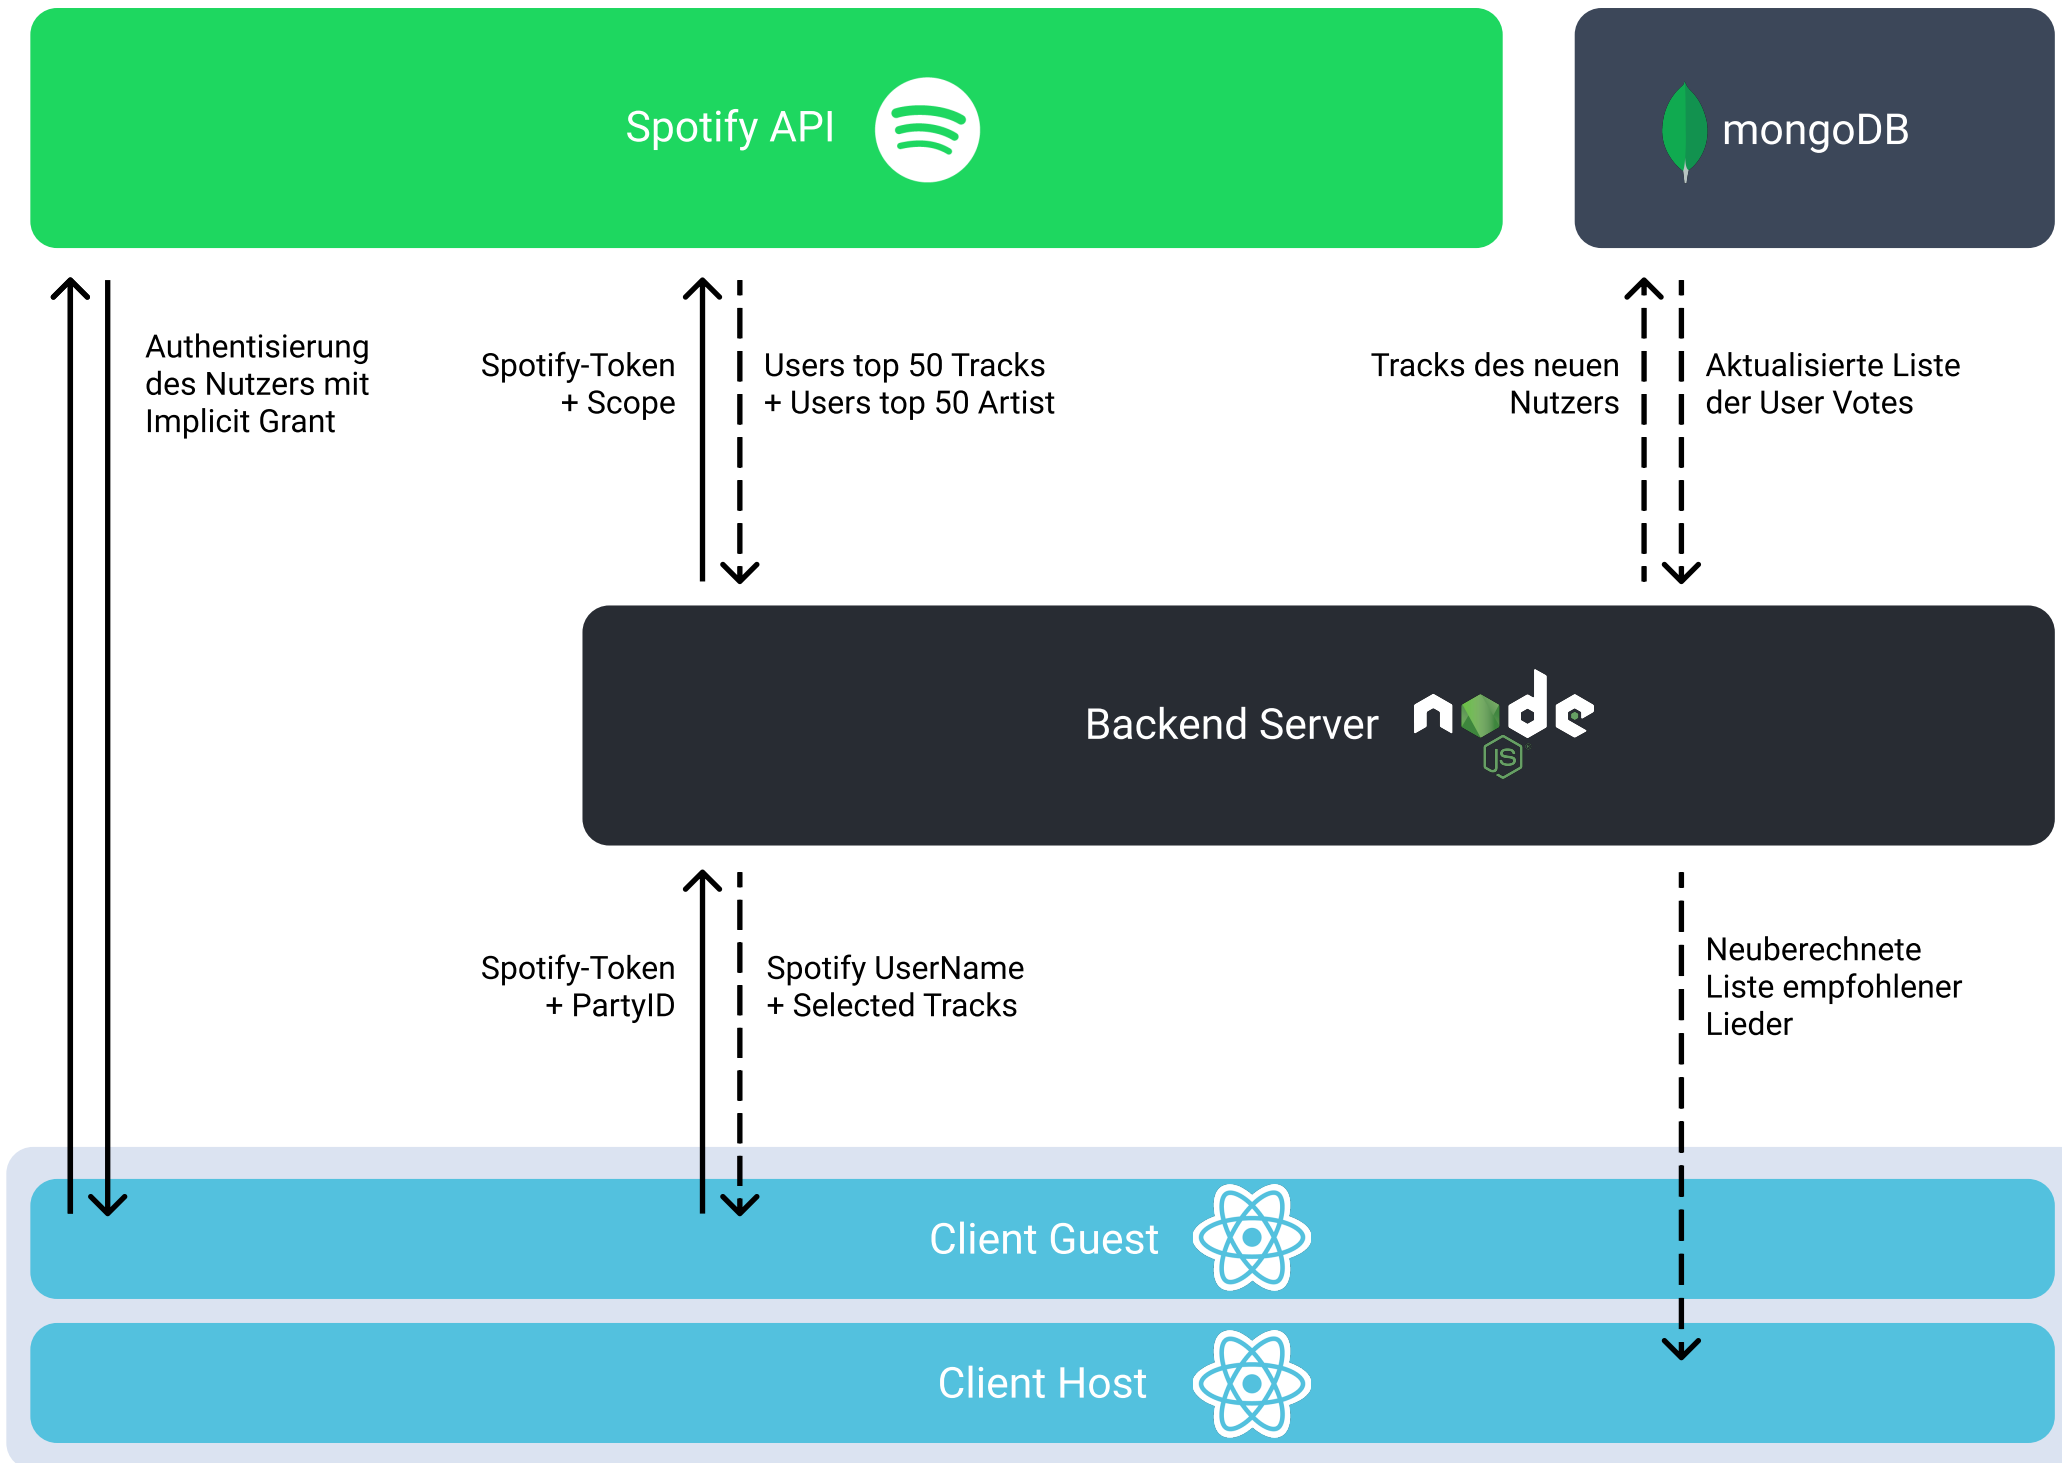 Spotify API
mongoDB
Authentisierung
des Nutzers mit
Implicit Grant
Spotify-Token
+ Scope
Users top 50 Tracks
+ Users top 50 Artist
Tracks des neuen
Nutzers
Aktualisierte Liste
der User Votes
Backend Server
node
JS
Spotify-Token
+ PartyID
Spotify UserName
+ Selected Tracks
Neuberechnete
Liste empfohlener
Lieder
Client Guest
Client Host